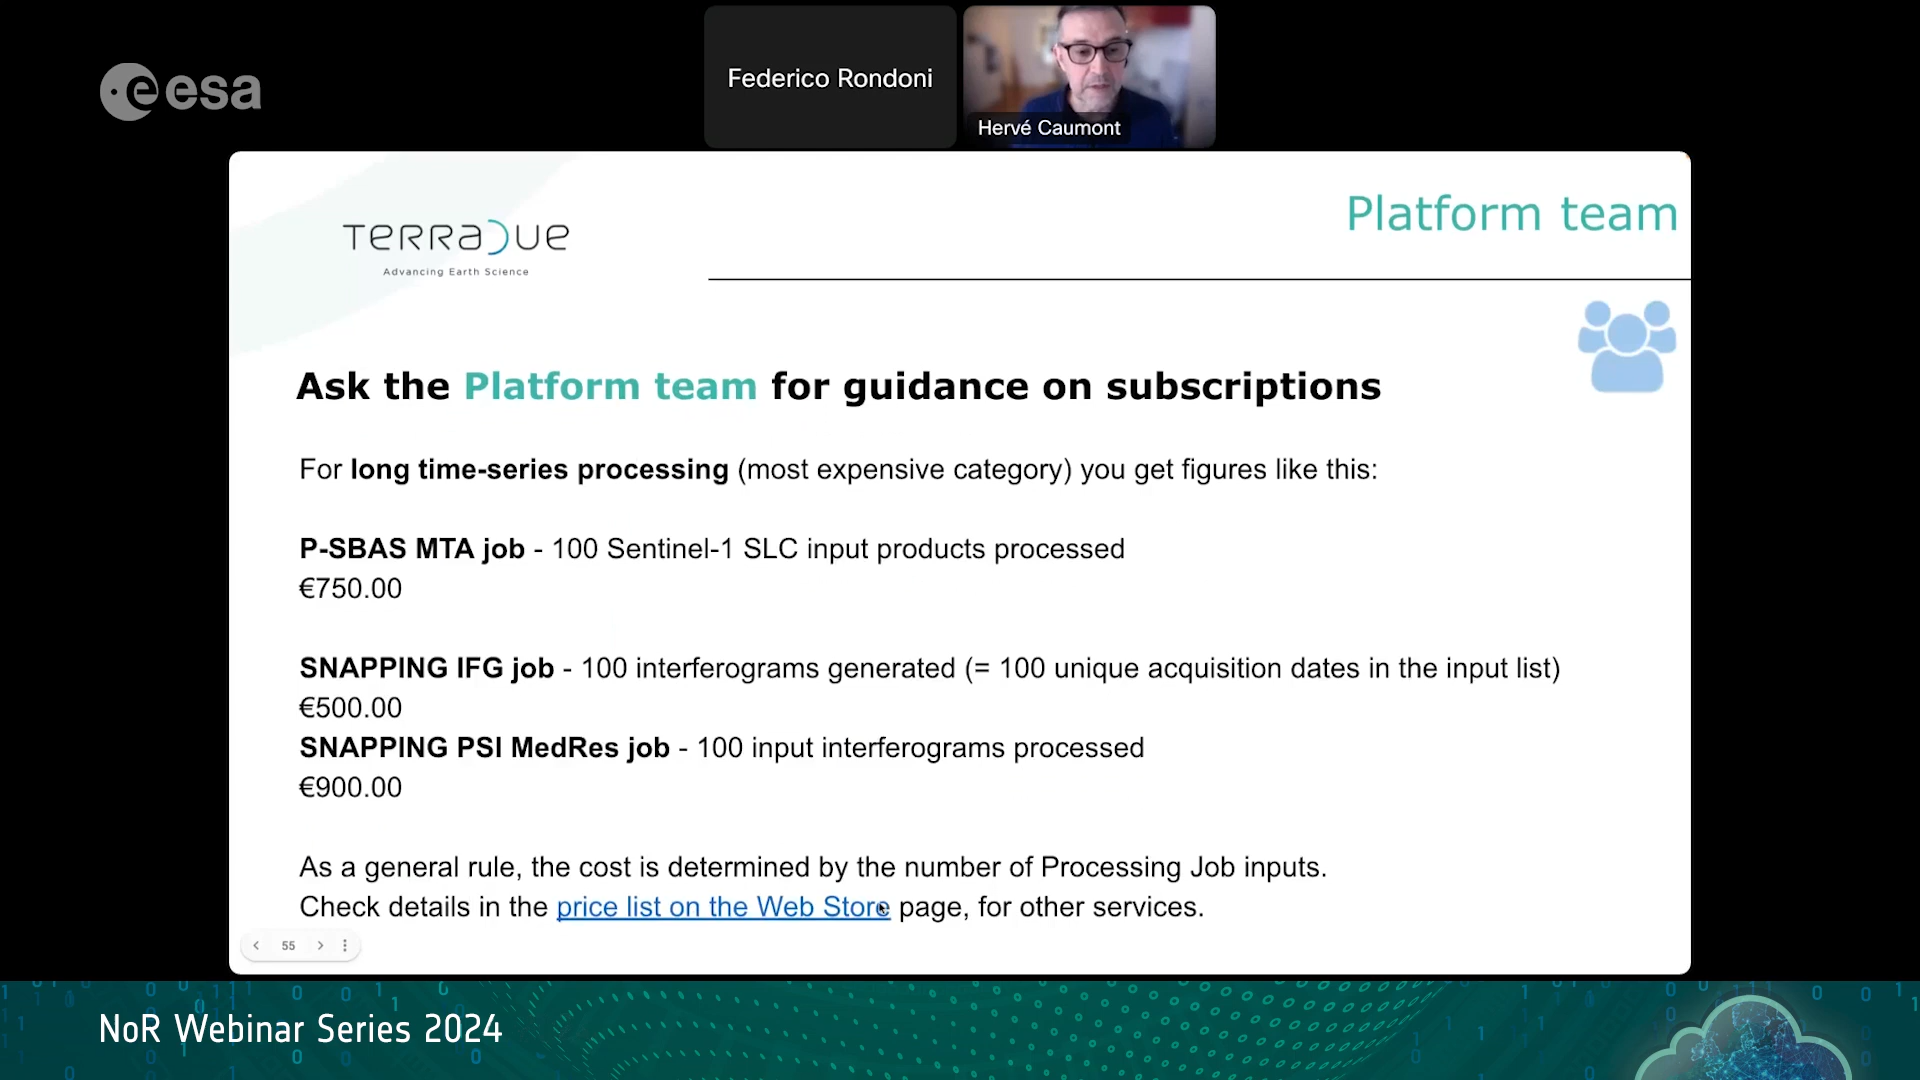 esa
Federico Rondoni
Hervé Caumont
TERRADUE
Advancing Earth Science
Platform team
Ask the Platform team for guidance on subscriptions
For long time-series processing (most expensive category) you get figures like this:
P-SBAS MTA job - 100 Sentinel-1 SLC input products processed
€750.00
SNAPPING IFG job - 100 interferograms generated (= 100 unique acquisition dates in the input list)
€500.00
SNAPPING PSI MedRes job - 100 input interferograms processed
€900.00
As a general rule, the cost is determined by the number of Processing Job inputs.
Check details in the price list on the Web Store page, for other services.
55
NoR Webinar Series 2024